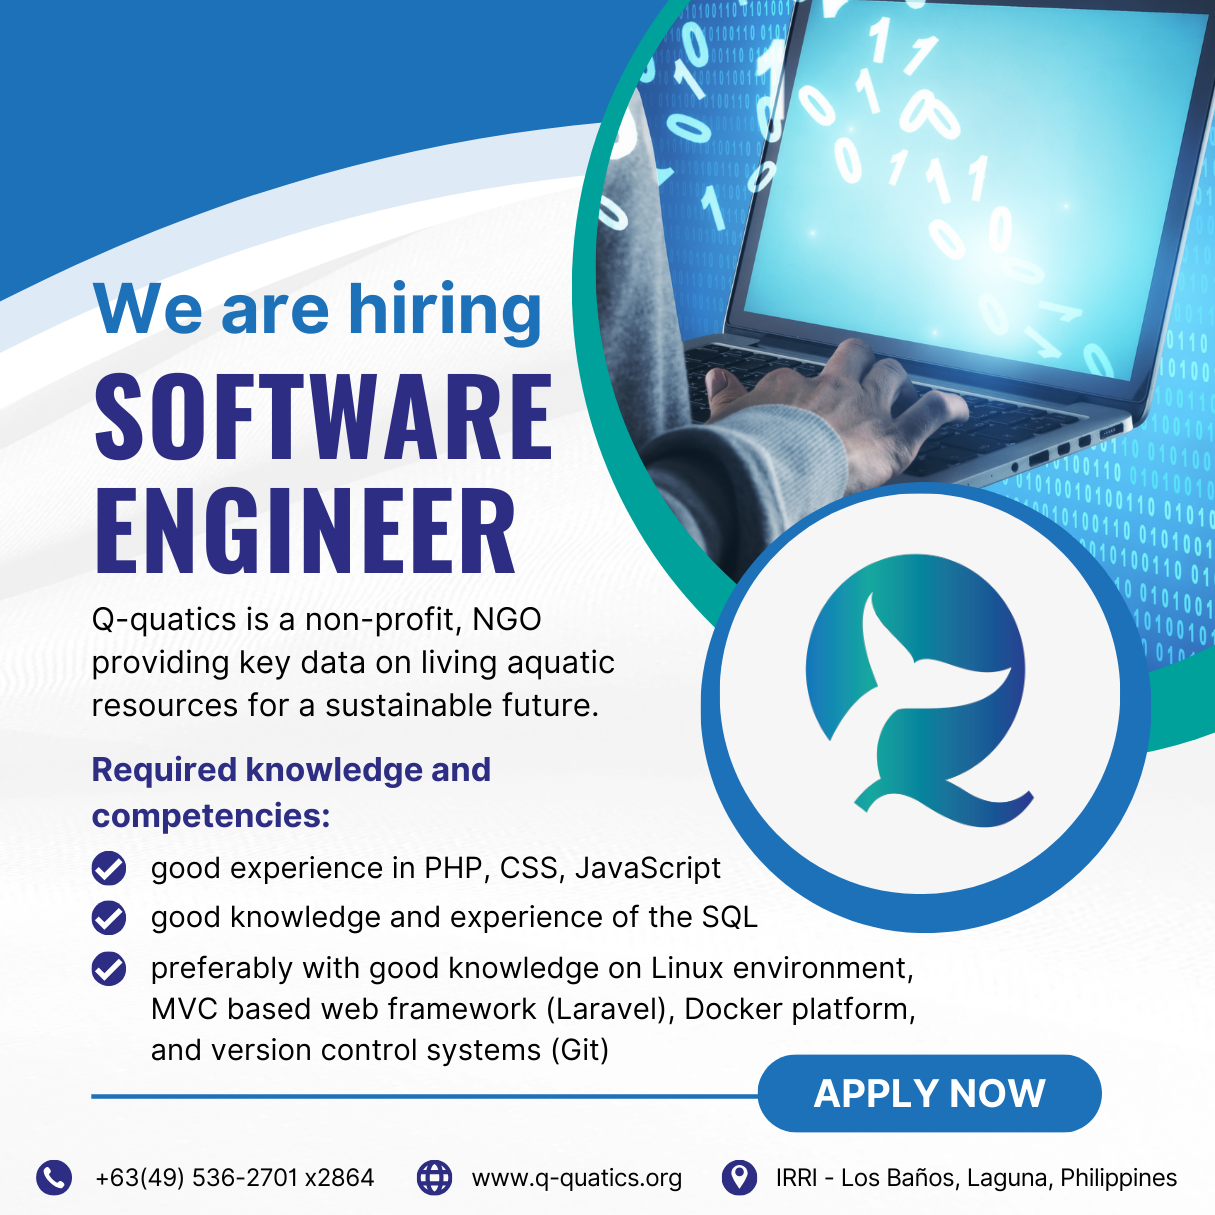 We are hiring
SOFTWARE
ENGINEER
Q-quatics is a non-profit, NGO
providing key data on living aquatic
resources for a sustainable future.
Required knowledge and
competencies:
good experience in PHP, CSS, JavaScript
good knowledge and experience of the SQL
preferably with good knowledge on Linux environment,
MVC based web framework (Laravel), Docker platform,
and version control systems (Git)
APPLY NOW
+63(49) 536-2701 x2864
www.q-quatics.org
IRRI - Los Baños, Laguna, Philippines